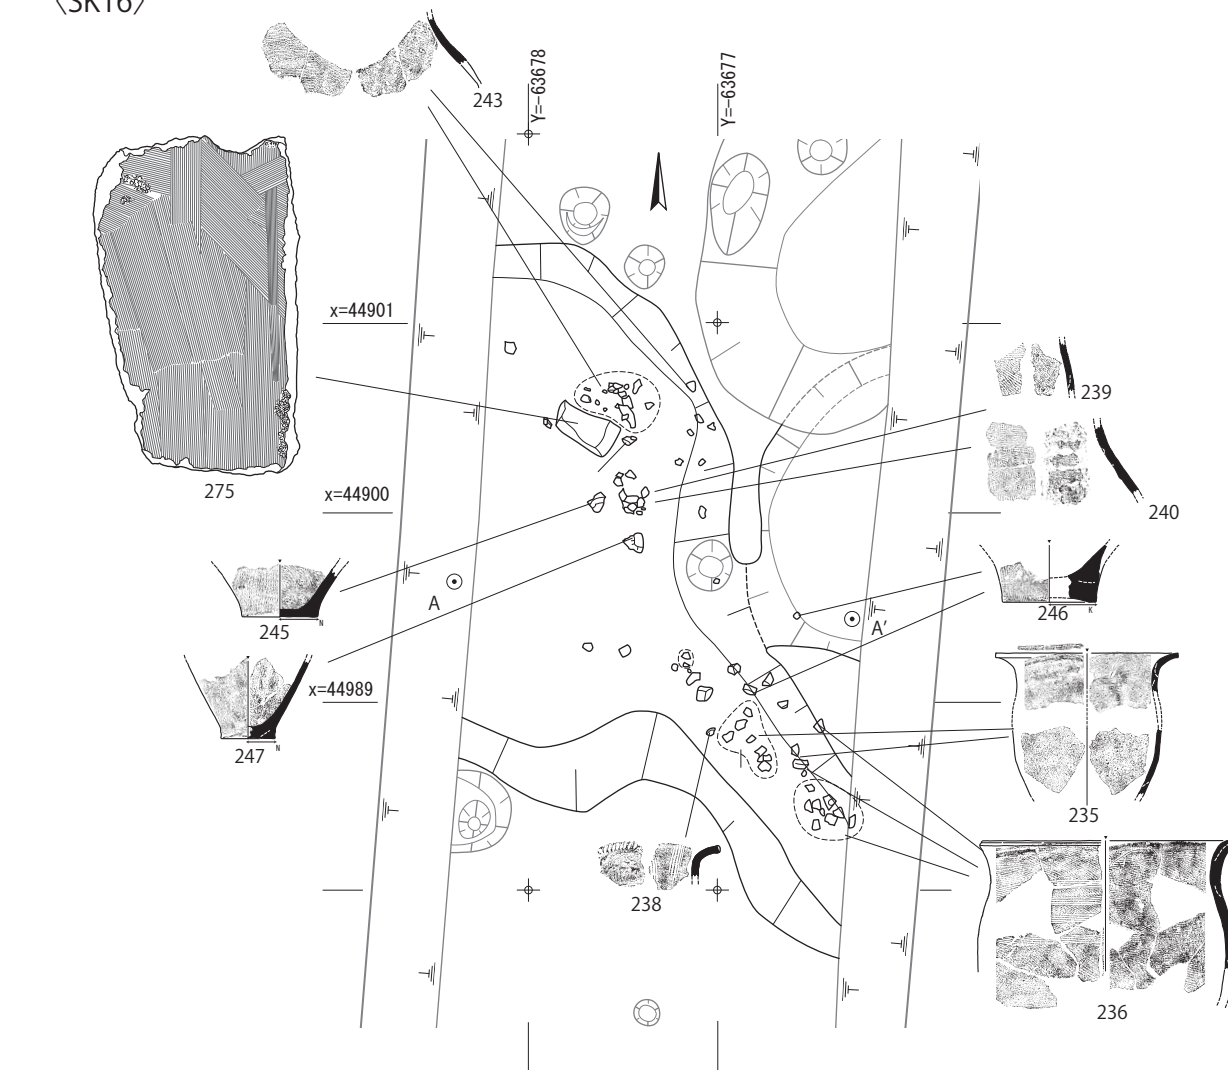 〈SK16〉
243
Y=-63678
Y=-63677
x=44901
275
239
x=44900
240
A
A′
245
N
246
K
x=44989
247
N
235
238
236